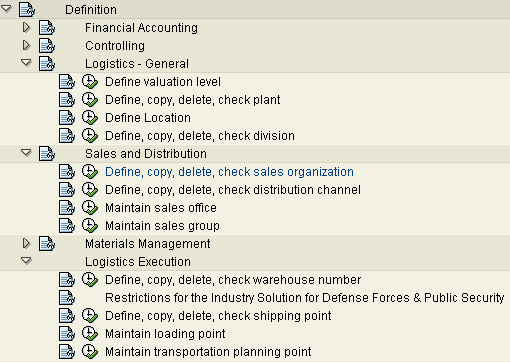 Definition
Financial Accounting
Controlling
Logistics - General
Define valuation level
Define, copy, delete, check plant
Define Location
Define, copy, delete, check division
Sales and Distribution
Define, copy, delete, check sales organization
Define, copy, delete, check distribution channel
Maintain sales office
Maintain sales group
Materials Management
Logistics Execution
Define, copy, delete, check warehouse number
Restrictions for the Industry Solution for Defense Forces & Public Security
Define, copy, delete, check shipping point
Maintain loading point
Maintain transportation planning point